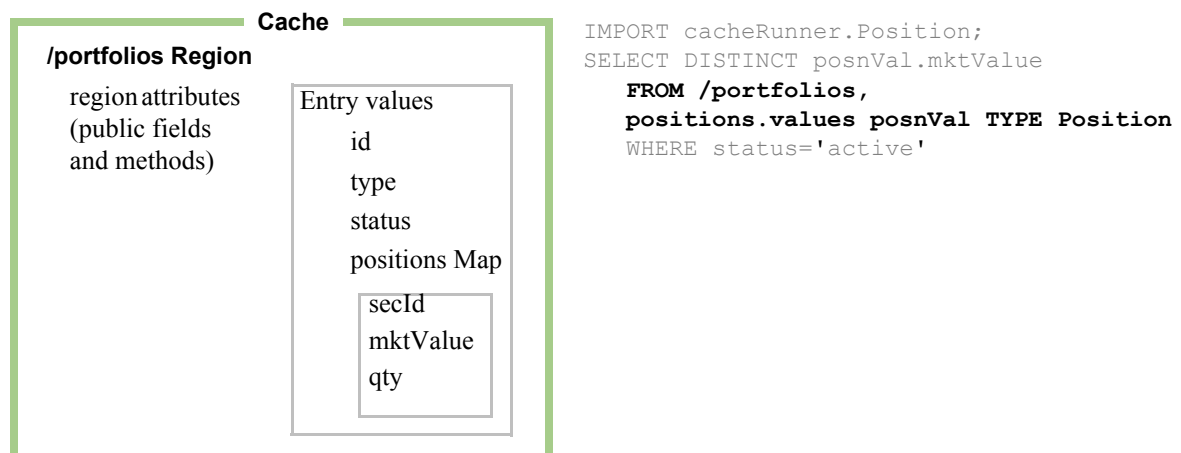 Cache
/portfolios Region
region attributes
(public fields
and methods)
Entry values
id
type
status
positions Map
secId
mktValue
qty
IMPORT cacheRunner.Position;
SELECT DISTINCT posnVal.mktValue
FROM /portfolios,
positions.values posnVal TYPE Position
WHERE status='active'